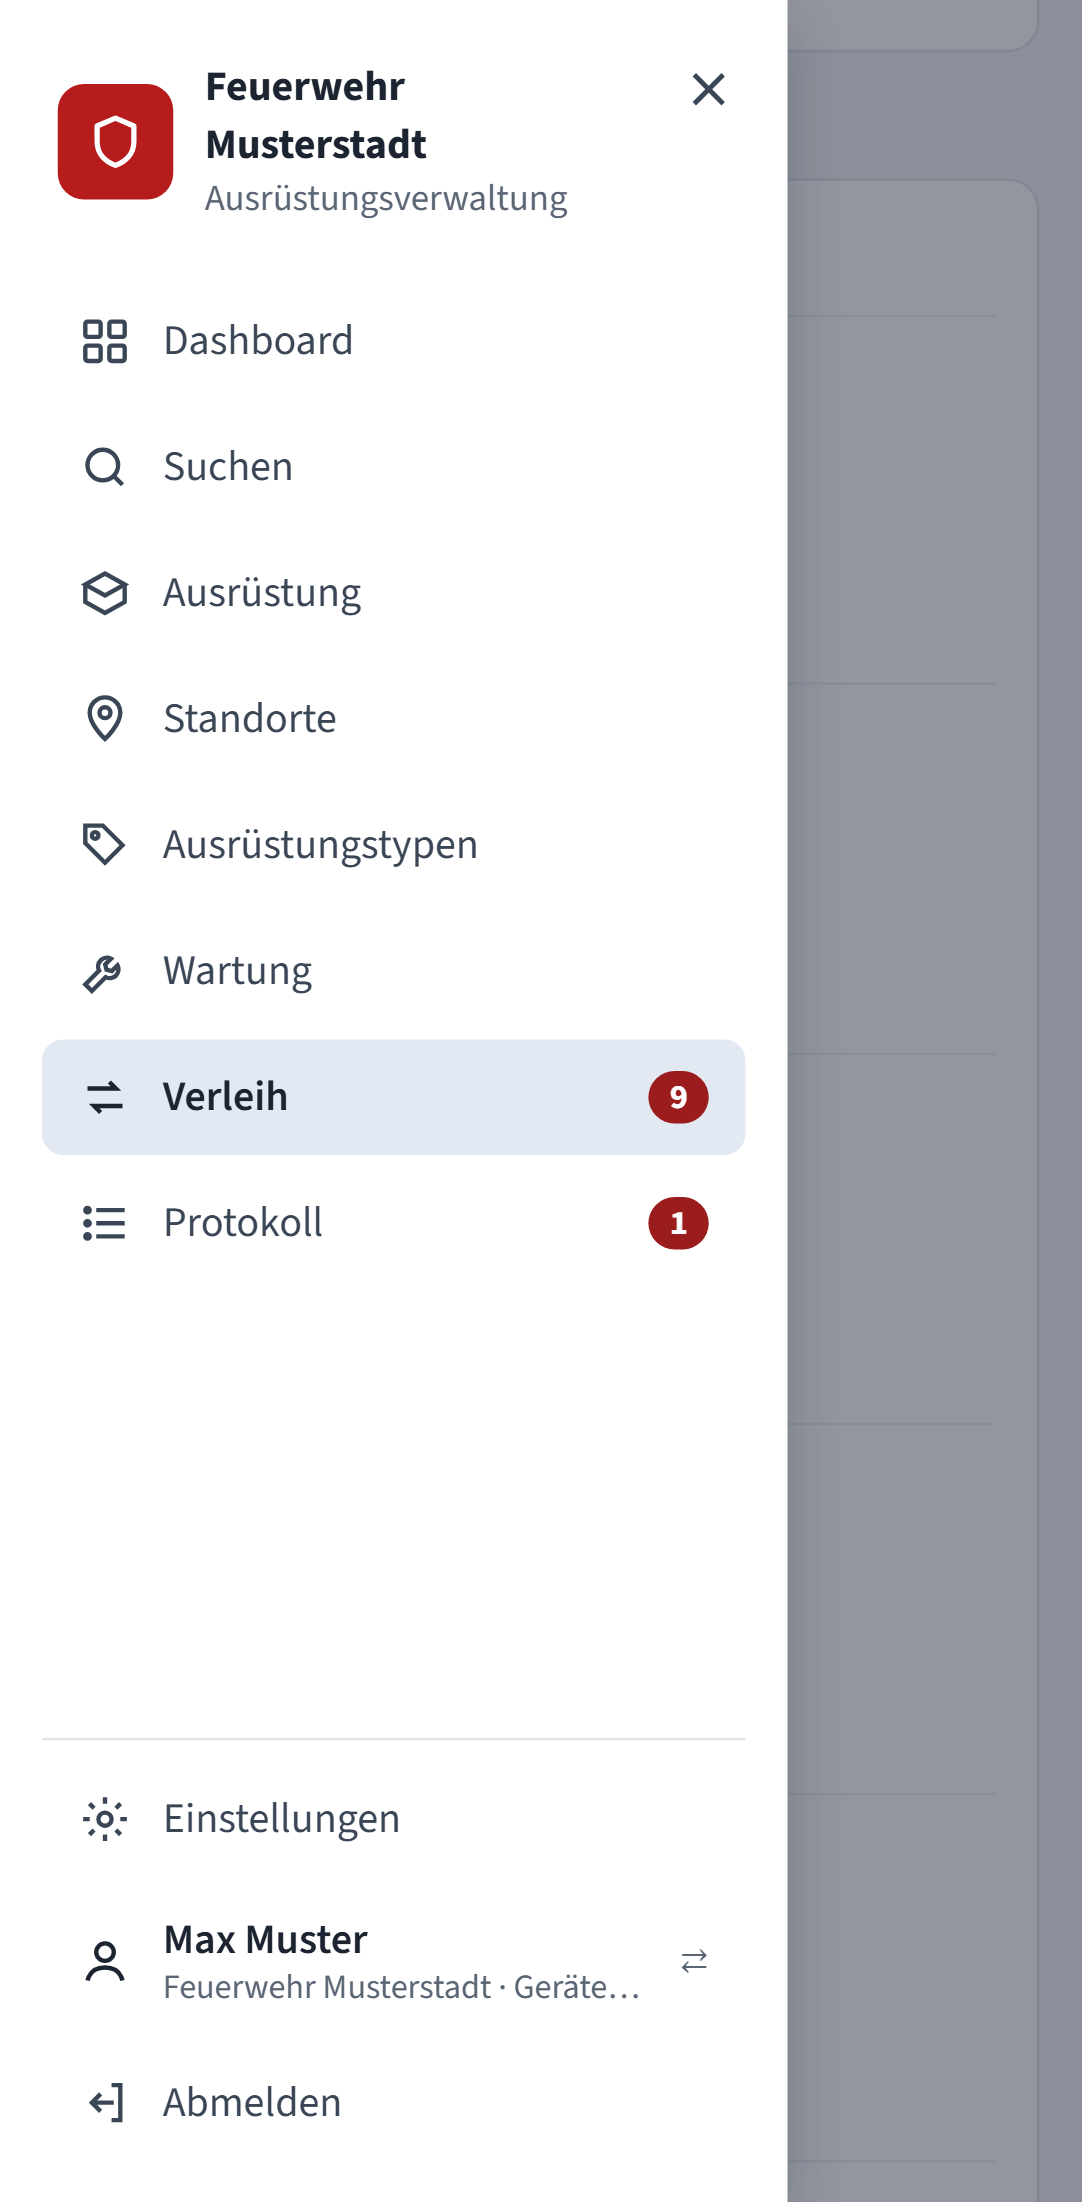 Feuerwehr
Musterstadt
Ausrüstungsverwaltung
Dashboard
Suchen
Ausrüstung
Standorte
Ausrüstungstypen
Wartung
Verleih 9
Protokoll 1
Einstellungen
Max Muster
Feuerwehr Musterstadt · Geräte…
Abmelden